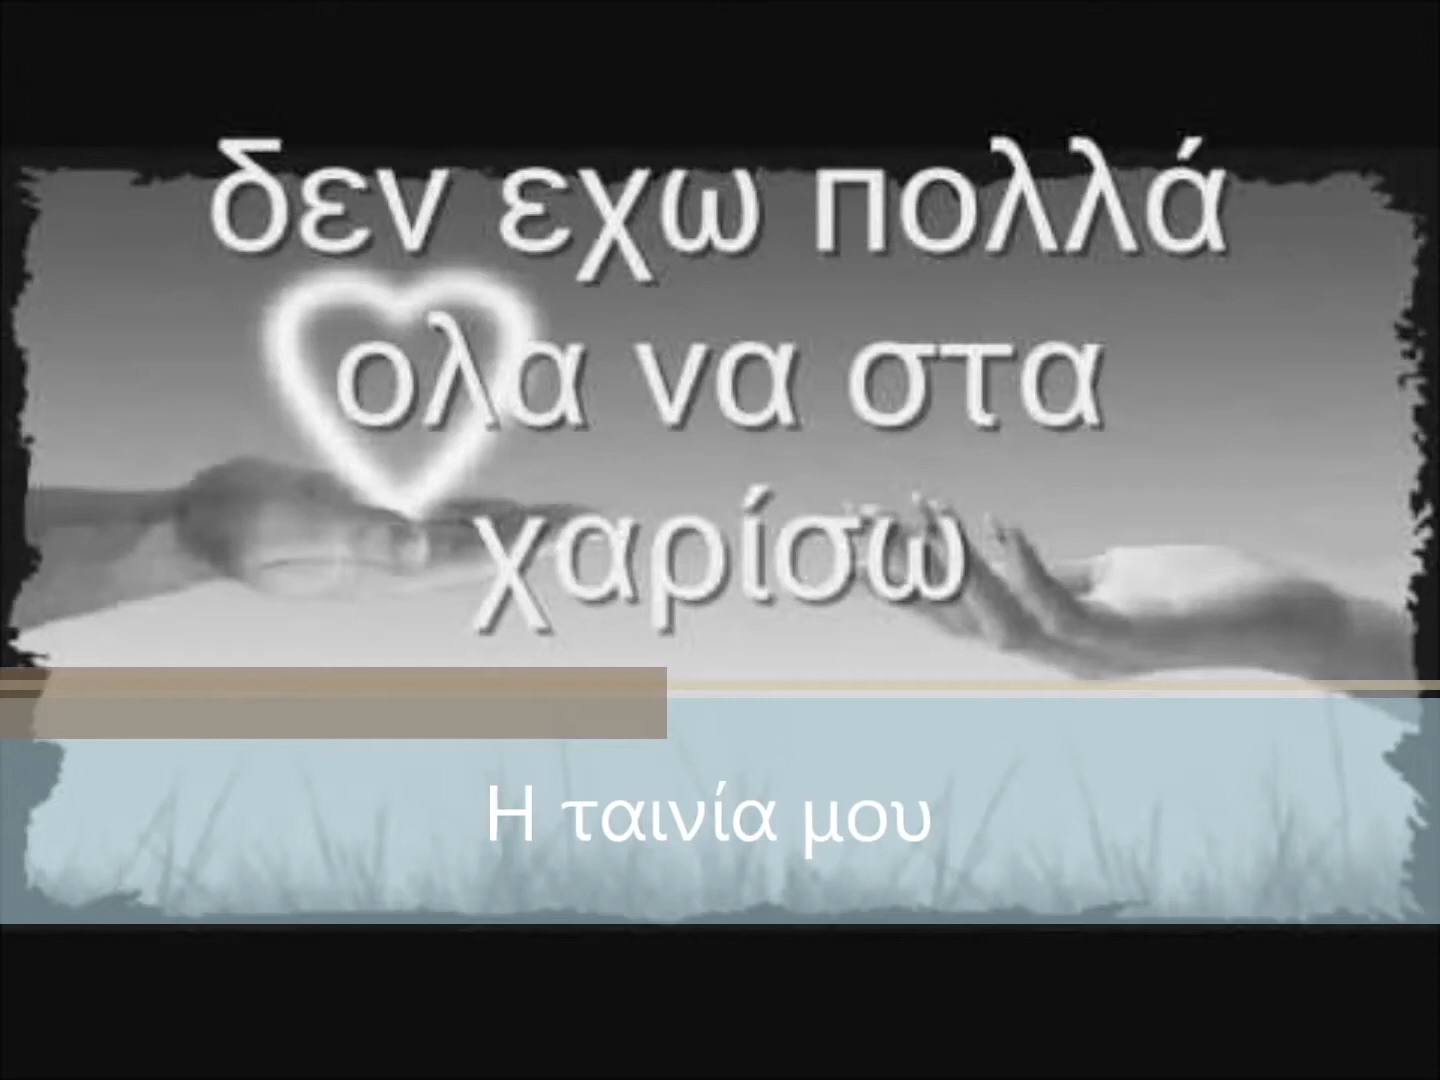 δεν εχω πολλά
ολα να στα
χαρίσω
Η ταινία μου